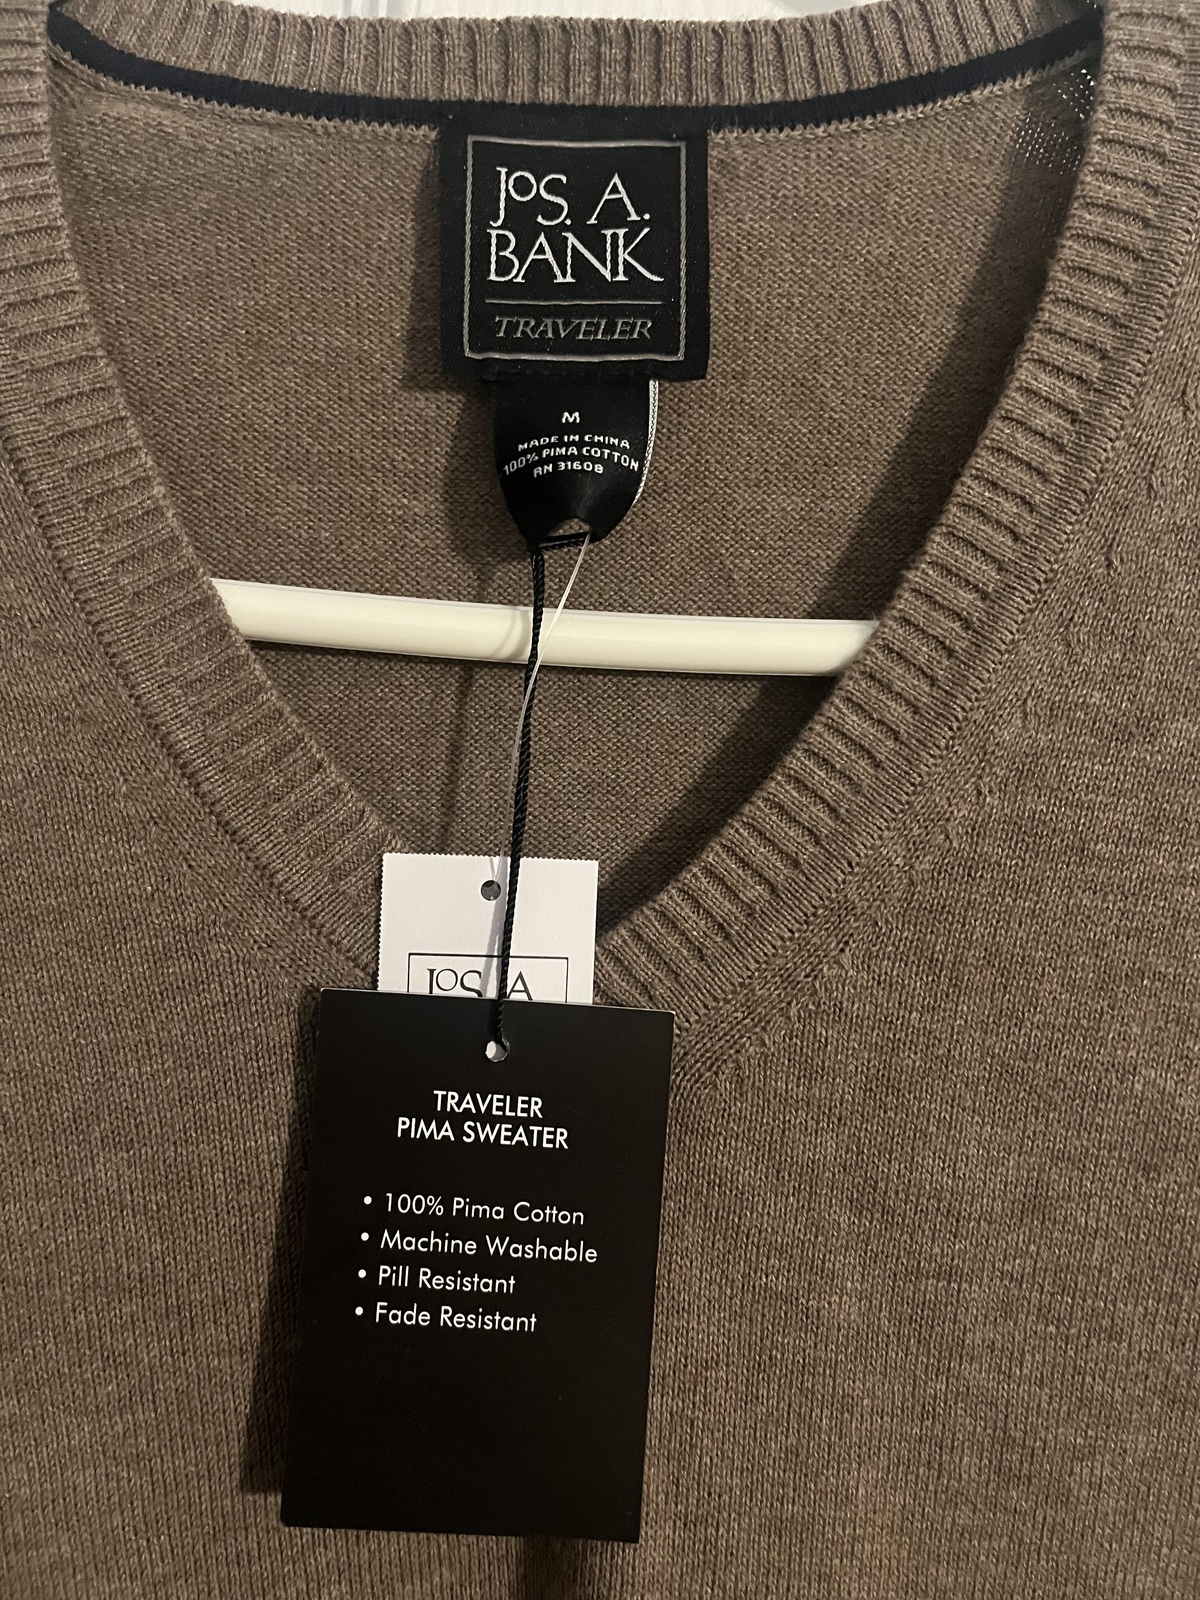 JoS. A.
BANK
TRAVELER
M
MADE IN CHINA
100% PIMA COTTON
RN 31608
JoS. A.
TRAVELER
PIMA SWEATER
• 100% Pima Cotton
• Machine Washable
• Pill Resistant
• Fade Resistant